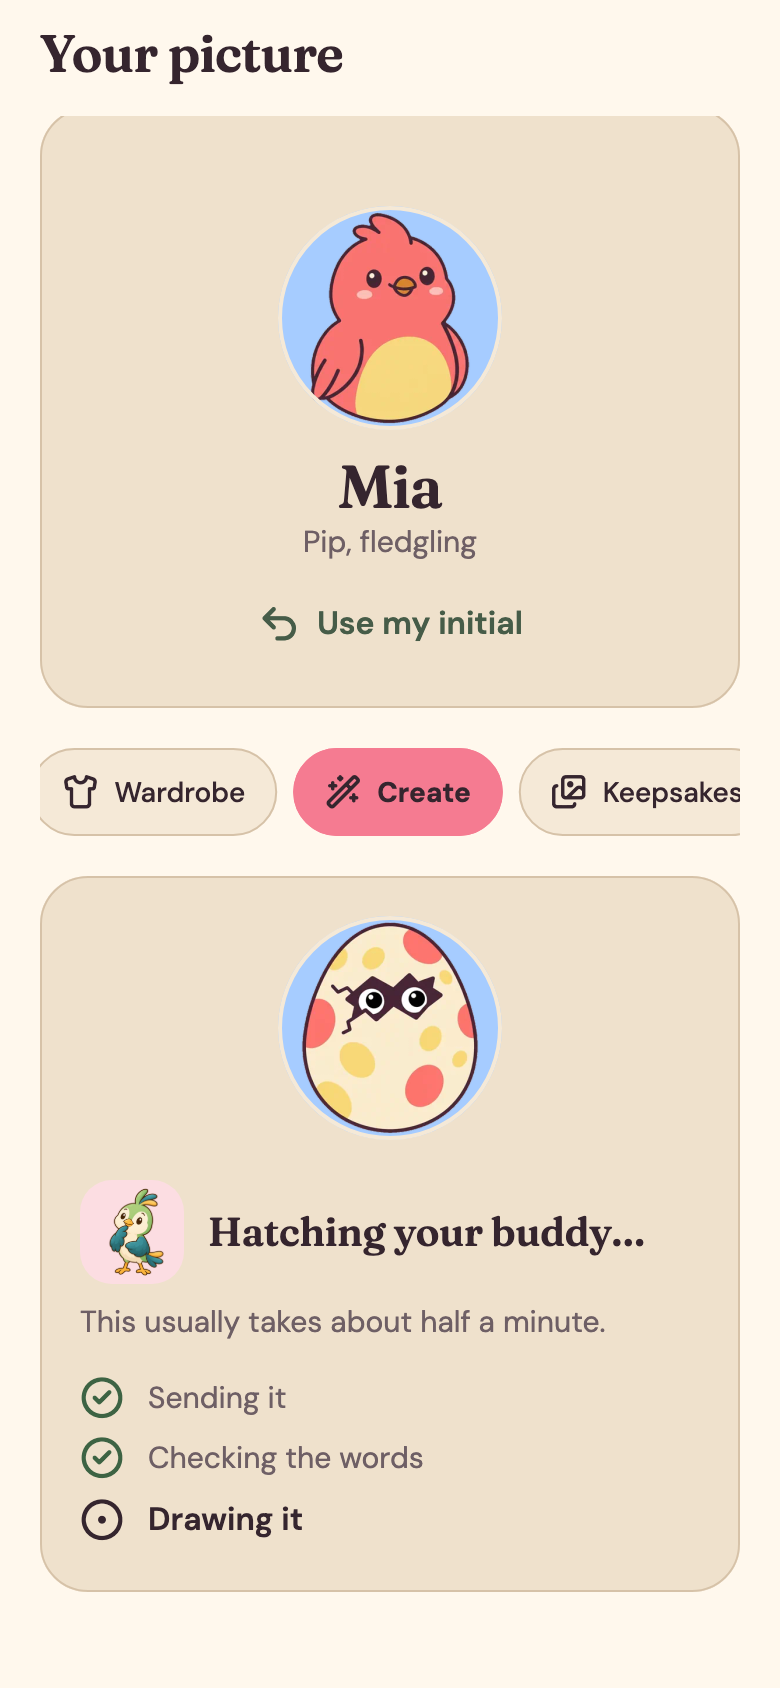 Your picture
Mia
Pip, fledgling
Use my initial
Wardrobe
Create
Keepsakes
Hatching your buddy...
This usually takes about half a minute.
Sending it
Checking the words
Drawing it